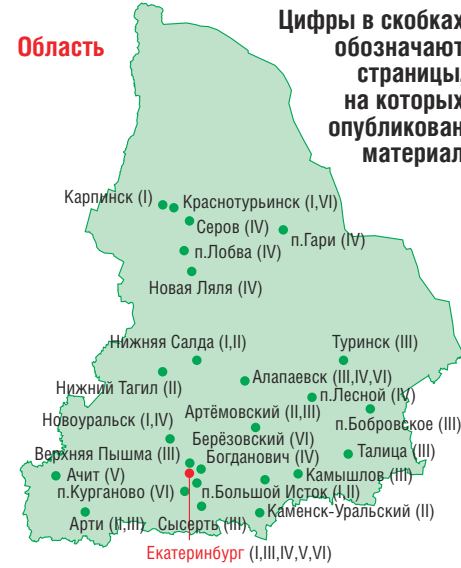 Область
Цифры в скобках
обозначают
страницы,
на которых
опубликован
материал
Карпинск (I)
Краснотурьинск (I,VI)
Серов (IV)
п.Гари (IV)
п.Лобва (IV)
Новая Ляля (IV)
Нижняя Салда (I,II)
Туринск (III)
Нижний Тагил (II)
Алапаевск (III,IV,VI)
п.Лесной (IV)
Новоуральск (I,IV)
Артёмовский (II,III)
п.Бобровское (III)
Берёзовский (VI)
Верхняя Пышма (III)
Богданович (IV)
Талица (III)
Ачит (V)
Камышлов (III)
п.Курганово (VI)
п.Большой Исток (I,II)
Арти (II,III)
Сысерть (III)
Каменск-Уральский (II)
Екатеринбург (I,III,IV,V,VI)